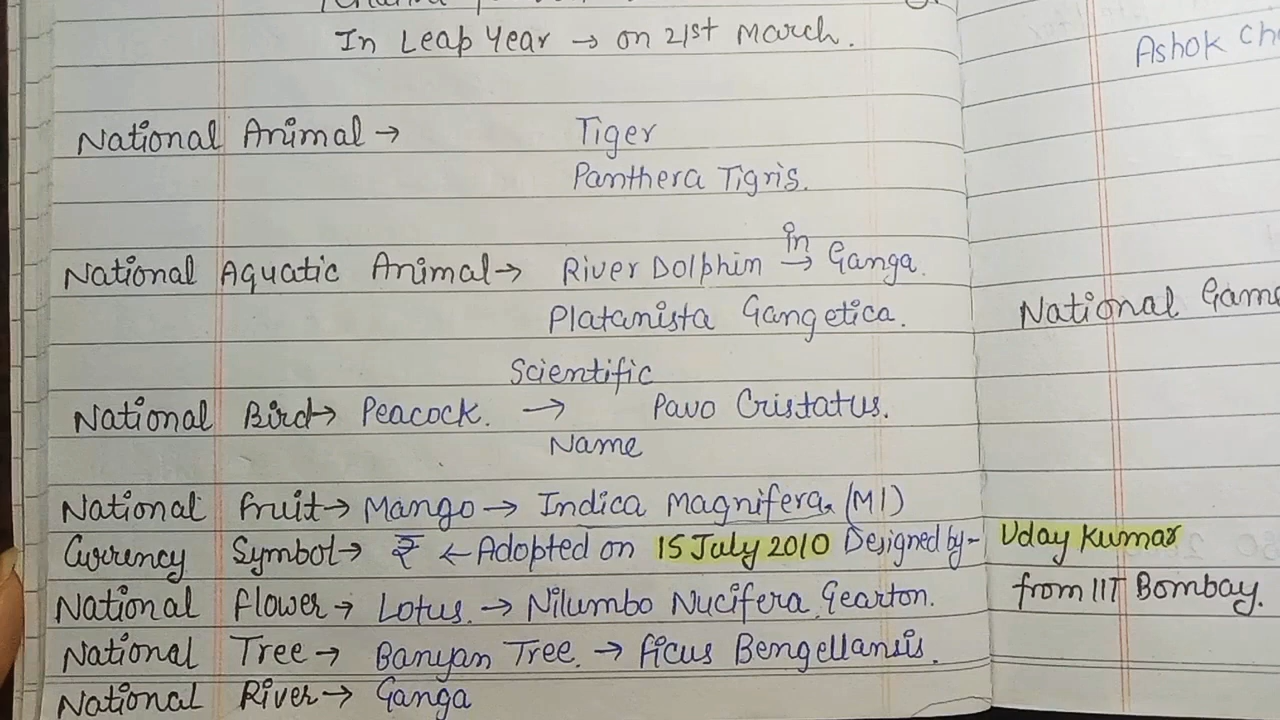 In Leap Year → on 21st March.
National Animal → Tiger
Panthera Tigris.
in
National Aquatic Animal → River Dolphin → Ganga.
Platanista Gangetica.
Scientific
National Bird → Peacock. → Pavo Cristatus.
Name
National Fruit → Mango → Indica Magnifera. (MI)
Currency Symbol → ₹ ← Adopted on 15 July 2010 Designed by-
National flower → Lotus. → Nilumbo Nucifera Gearton.
National Tree → Banyan Tree. → ficus Bengellansis.
National River → Ganga
Ashok
National
Uday Kumar
from IIT Bombay.